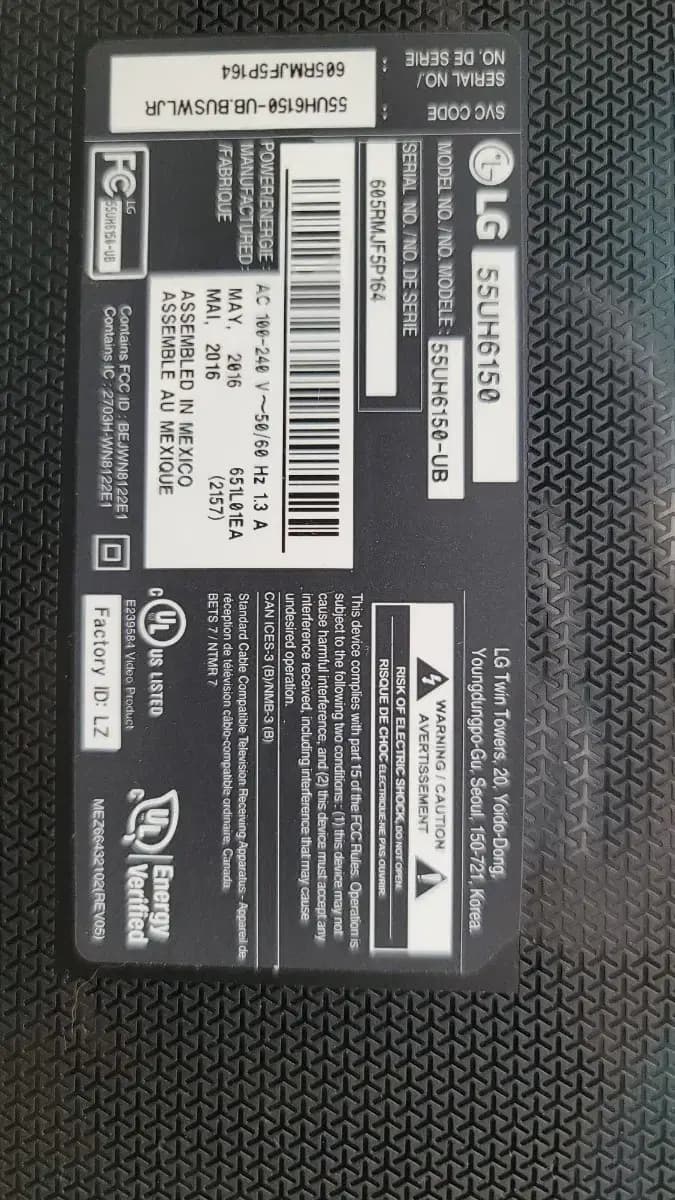 LG 55UH6150
MODEL NO. / NO. MODELE : 55UH6150-UB
SERIAL NO. / NO. DE SERIE
605RMJF5P164
POWER/ENERGIE : AC 100-240 V~50/60 Hz 1.3 A
MANUFACTURED : MAY, 2016 651L01EA
/FABRIQUE MAI, 2016 (2157)
ASSEMBLED IN MEXICO
ASSEMBLE AU MEXIQUE
FC LG
55UH6150-UB
Contains FCC ID : BEJWN8122E1
Contains IC : 2703H-WN8122E1
LG Twin Towers, 20, Yoido-Dong,
Youngdungpo-Gu, Seoul, 150-721, Korea.
WARNING / CAUTION
AVERTISSEMENT
RISK OF ELECTRIC SHOCK, DO NOT OPEN.
RISQUE DE CHOC ELECTRIQUE-NE PAS OUVRIR
This device complies with part 15 of the FCC Rules. Operation is
subject to the following two conditions : (1) this device may not
cause harmful interference, and (2) this device must accept any
interference received, including interference that may cause
undesired operation.
CAN ICES-3 (B)/NMB-3 (B)
Standard Cable Compatible Television Receiving Apparatus - Appareil de
réception de télévision câblo-compatible ordinaire, Canada
BETS 7 / NTMR 7
C UL US LISTED
E239584 Video Product
Factory ID: LZ
UL Energy
C Verified
MEZ66432102(REV05)
SVC CODE : 55UH6150-UB.BUSWLJR
SERIAL NO./
NO. DE SERIE : 605RMJF5P164